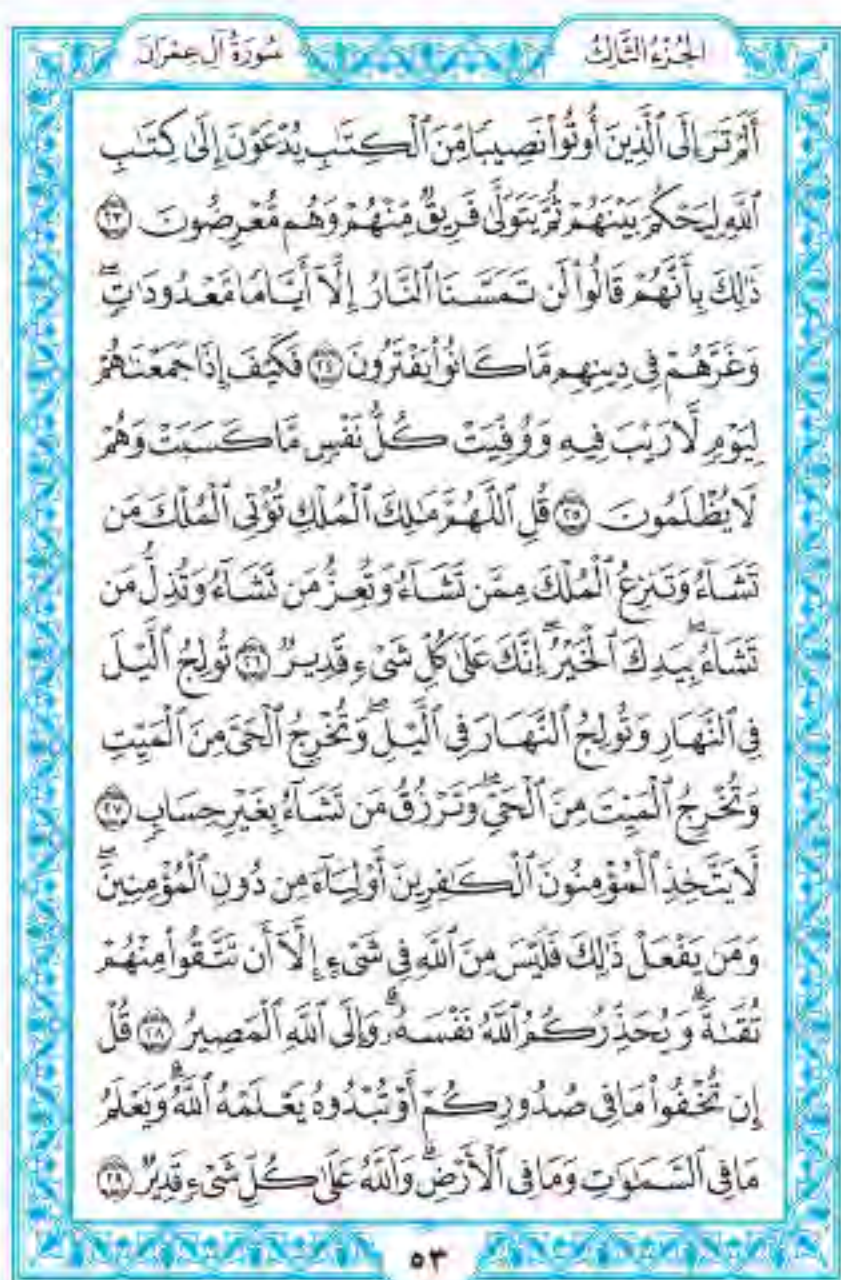 الجُزْءُ الثَّالِثُ
سُورَةُ آلِ عِمْرَانَ
أَلَمْ تَرَ إِلَى ٱلَّذِينَ أُوتُوا۟ نَصِيبًا مِّنَ ٱلْكِتَٰبِ يُدْعَوْنَ إِلَىٰ كِتَٰبِ
ٱللَّهِ لِيَحْكُمَ بَيْنَهُمْ ثُمَّ يَتَوَلَّىٰ فَرِيقٌ مِّنْهُمْ وَهُم مُّعْرِضُونَ ٢٣
ذَٰلِكَ بِأَنَّهُمْ قَالُوا۟ لَن تَمَسَّنَا ٱلنَّارُ إِلَّآ أَيَّامًا مَّعْدُودَٰتٍۖ
وَغَرَّهُمْ فِى دِينِهِم مَّا كَانُوا۟ يَفْتَرُونَ ٢٤ فَكَيْفَ إِذَا جَمَعْنَٰهُمْ
لِيَوْمٍ لَّا رَيْبَ فِيهِ وَوُفِّيَتْ كُلُّ نَفْسٍ مَّا كَسَبَتْ وَهُمْ
لَا يُظْلَمُونَ ٢٥ قُلِ ٱللَّهُمَّ مَٰلِكَ ٱلْمُلْكِ تُؤْتِى ٱلْمُلْكَ مَن
تَشَآءُ وَتَنزِعُ ٱلْمُلْكَ مِمَّن تَشَآءُ وَتُعِزُّ مَن تَشَآءُ وَتُذِلُّ مَن
تَشَآءُۖ بِيَدِكَ ٱلْخَيْرُۖ إِنَّكَ عَلَىٰ كُلِّ شَىْءٍ قَدِيرٌ ٢٦ تُولِجُ ٱلَّيْلَ
فِى ٱلنَّهَارِ وَتُولِجُ ٱلنَّهَارَ فِى ٱلَّيْلِۖ وَتُخْرِجُ ٱلْحَىَّ مِنَ ٱلْمَيِّتِ
وَتُخْرِجُ ٱلْمَيِّتَ مِنَ ٱلْحَىِّۖ وَتَرْزُقُ مَن تَشَآءُ بِغَيْرِ حِسَابٍ ٢٧
لَّا يَتَّخِذِ ٱلْمُؤْمِنُونَ ٱلْكَٰفِرِينَ أَوْلِيَآءَ مِن دُونِ ٱلْمُؤْمِنِينَۖ
وَمَن يَفْعَلْ ذَٰلِكَ فَلَيْسَ مِنَ ٱللَّهِ فِى شَىْءٍ إِلَّآ أَن تَتَّقُوا۟ مِنْهُمْ
تُقَىٰةًۗ وَيُحَذِّرُكُمُ ٱللَّهُ نَفْسَهُۥۗ وَإِلَى ٱللَّهِ ٱلْمَصِيرُ ٢٨ قُلْ
إِن تُخْفُوا۟ مَا فِى صُدُورِكُمْ أَوْ تُبْدُوهُ يَعْلَمْهُ ٱللَّهُۗ وَيَعْلَمُ
مَا فِى ٱلسَّمَٰوَٰتِ وَمَا فِى ٱلْأَرْضِۗ وَٱللَّهُ عَلَىٰ كُلِّ شَىْءٍ قَدِيرٌ ٢٩
٥٣